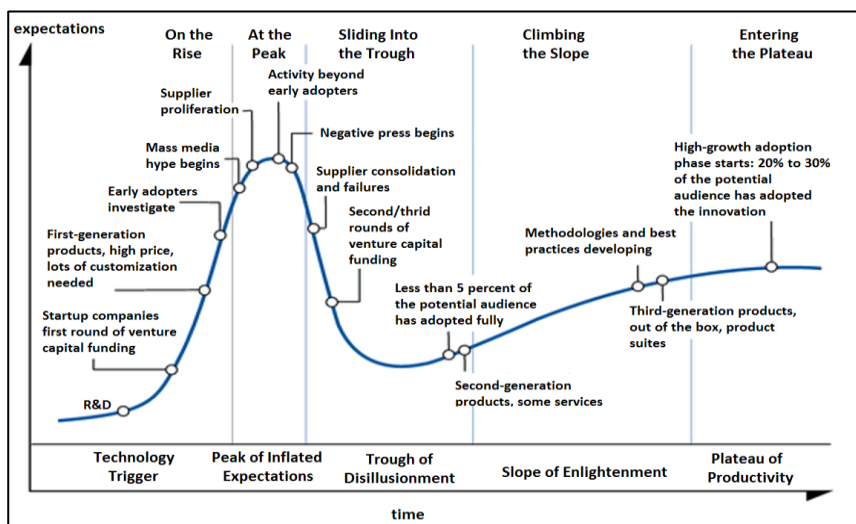 expectations
On the
Rise
At the
Peak
Sliding Into
the Trough
Climbing
the Slope
Entering
the Plateau
Activity beyond
early adopters
Supplier
proliferation
Negative press begins
Mass media
hype begins
Supplier consolidation
and failures
Early adopters
investigate
Second/thrid
rounds of
venture capital
funding
First-generation
products, high price,
lots of customization
needed
Less than 5 percent of
the potential audience
has adopted fully
Startup companies
first round of venture
capital funding
R&D
Second-generation
products, some services
Methodologies and best
practices developing
Third-generation products,
out of the box, product
suites
High-growth adoption
phase starts: 20% to 30%
of the potential
audience has adopted
the innovation
Technology
Trigger
Peak of Inflated
Expectations
Trough of
Disillusionment
Slope of Enlightenment
Plateau of
Productivity
time